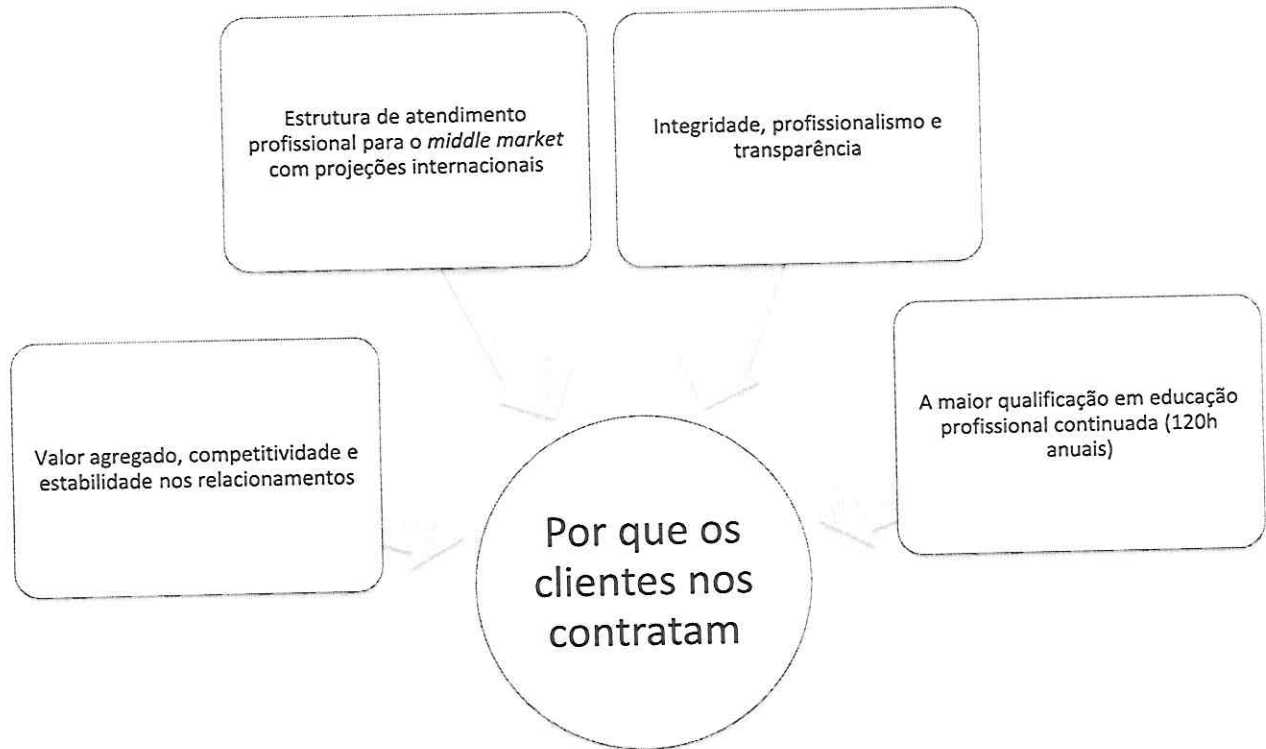 Estrutura de atendimento
profissional para o middle market
com projeções internacionais
Integridade, profissionalismo e
transparência
Valor agregado, competitividade e
estabilidade nos relacionamentos
A maior qualificação em educação
profissional continuada (120h
anuais)
Por que os
clientes nos
contratam